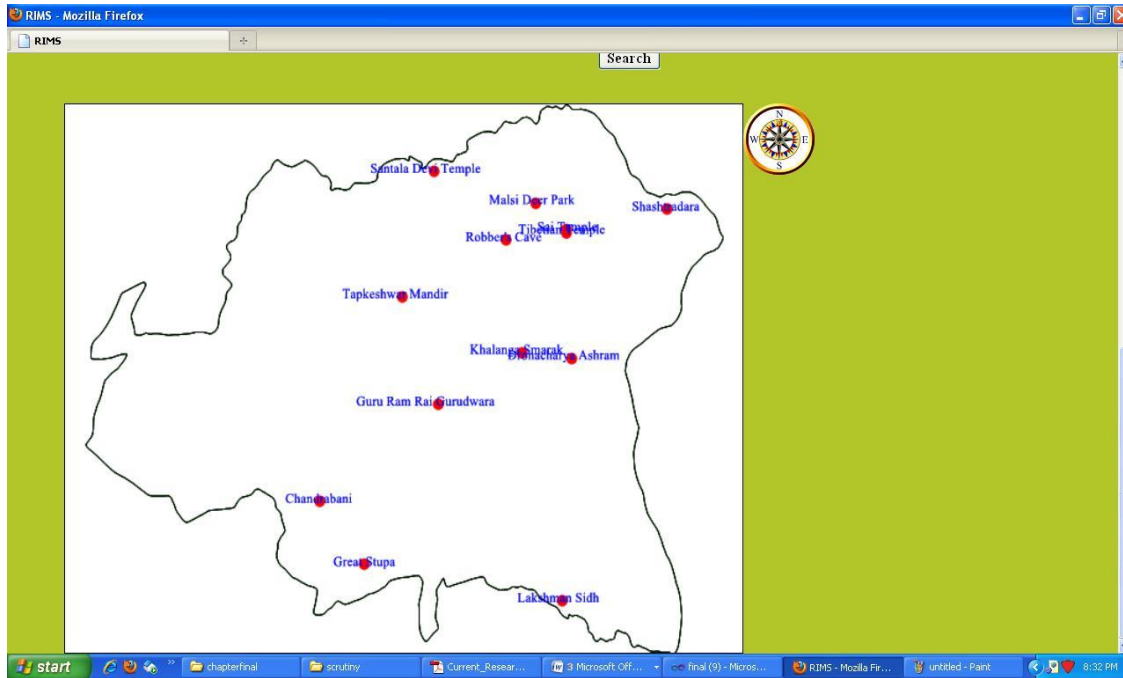 RIMS - Mozilla Firefox
RIMS
Search
N
W E
S
Santala Devi Temple
Malsi Deer Park
Shashtradara
Sai Temple
Tibetian Temple
Robbers Cave
Tapkeshwar Mandir
Khalanga Smarak
Dronacharya Ashram
Guru Ram Rai Gurudwara
Chandrabani
Great Stupa
Lakshman Sidh
start
chapterfinal
scrutiny
Current_Resear...
3 Microsoft Off...
final (9) - Micros...
RIMS - Mozilla Fir...
untitled - Paint
8:32 PM